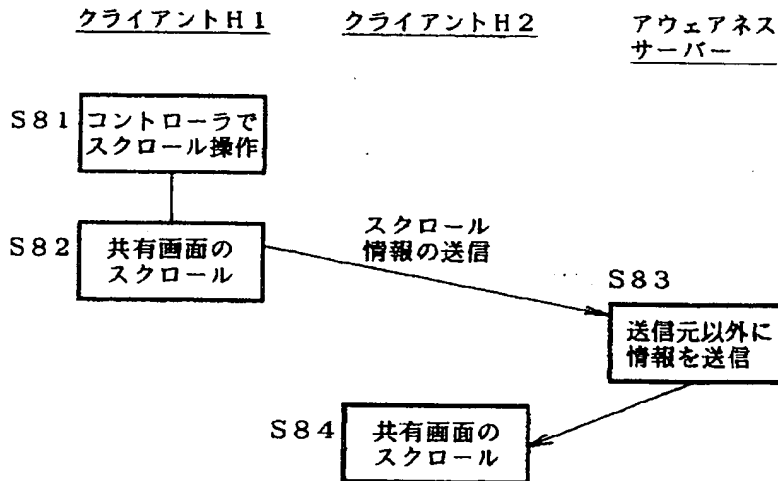 クライアントH1
クライアントH2
アウェアネス
サーバー
S81
コントローラで
スクロール操作
S82
共有画面の
スクロール
スクロール
情報の送信
S83
送信元以外に
情報を送信
S84
共有画面の
スクロール